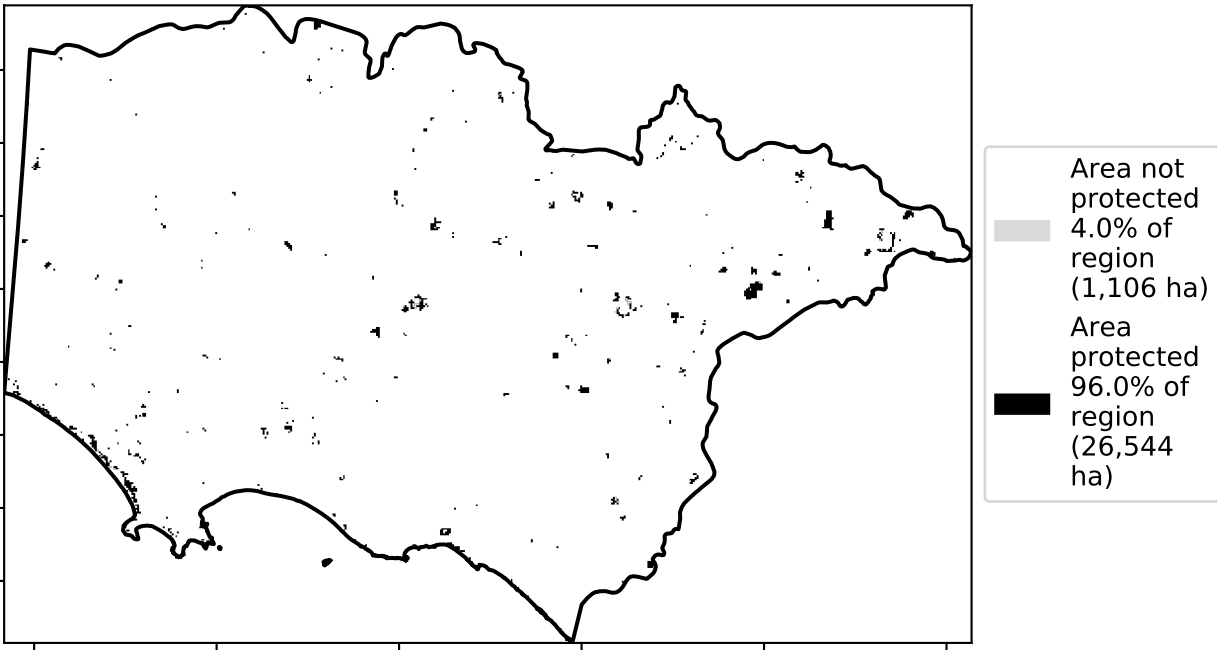 Area not
protected
4.0% of
region
(1,106 ha)
Area
protected
96.0% of
region
(26,544
ha)